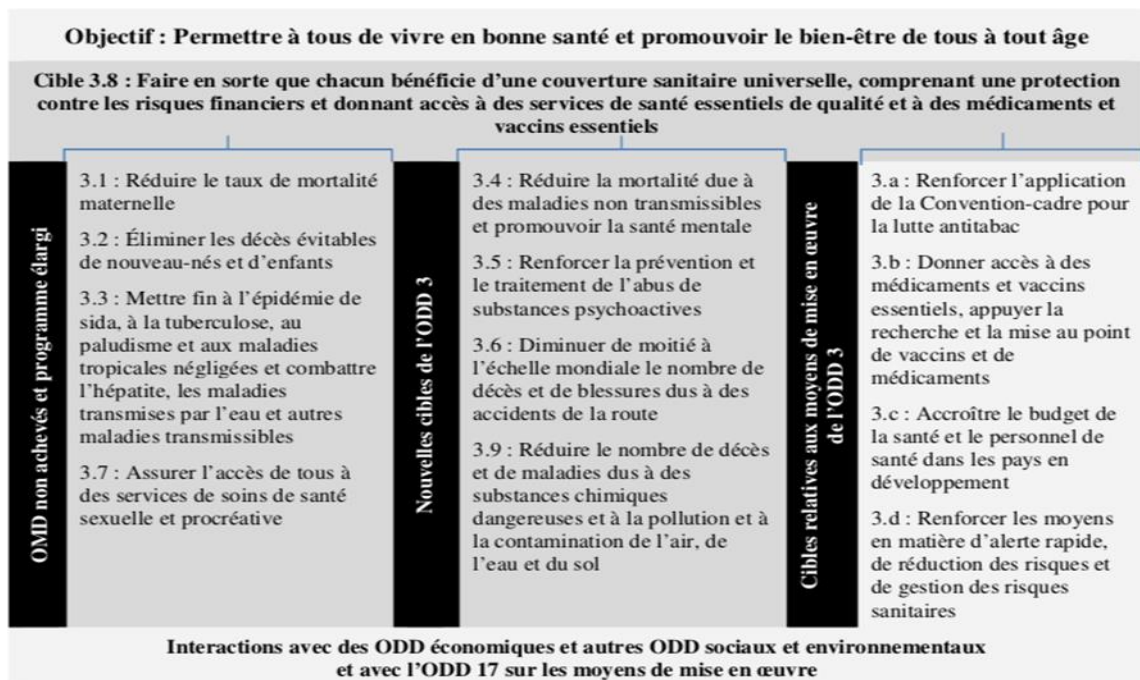 Objectif : Permettre à tous de vivre en bonne santé et promouvoir le bien-être de tous à tout âge
Cible 3.8 : Faire en sorte que chacun bénéficie d’une couverture sanitaire universelle, comprenant une protection
contre les risques financiers et donnant accès à des services de santé essentiels de qualité et à des médicaments et
vaccins essentiels
OMD non achevés et programme élargi
3.1 : Réduire le taux de mortalité
maternelle
3.2 : Éliminer les décès évitables
de nouveau-nés et d’enfants
3.3 : Mettre fin à l’épidémie de
sida, à la tuberculose, au
paludisme et aux maladies
tropicales négligées et combattre
l’hépatite, les maladies
transmises par l’eau et autres
maladies transmissibles
3.7 : Assurer l’accès de tous à
des services de soins de santé
sexuelle et procréative
Nouvelles cibles de l’ODD 3
3.4 : Réduire la mortalité due à
des maladies non transmissibles
et promouvoir la santé mentale
3.5 : Renforcer la prévention et
le traitement de l’abus de
substances psychoactives
3.6 : Diminuer de moitié à
l’échelle mondiale le nombre de
décès et de blessures dus à des
accidents de la route
3.9 : Réduire le nombre de décès
et de maladies dus à des
substances chimiques
dangereuses et à la pollution et à
la contamination de l’air, de
l’eau et du sol
Cibles relatives aux moyens de mise en œuvre
de l’ODD 3
3.a : Renforcer l’application
de la Convention-cadre pour
la lutte antitabac
3.b : Donner accès à des
médicaments et vaccins
essentiels, appuyer la
recherche et la mise au point
de vaccins et de
médicaments
3.c : Accroître le budget de
la santé et le personnel de
santé dans les pays en
développement
3.d : Renforcer les moyens
en matière d’alerte rapide,
de réduction des risques et
de gestion des risques
sanitaires
Interactions avec des ODD économiques et autres ODD sociaux et environnementaux
et avec l’ODD 17 sur les moyens de mise en œuvre